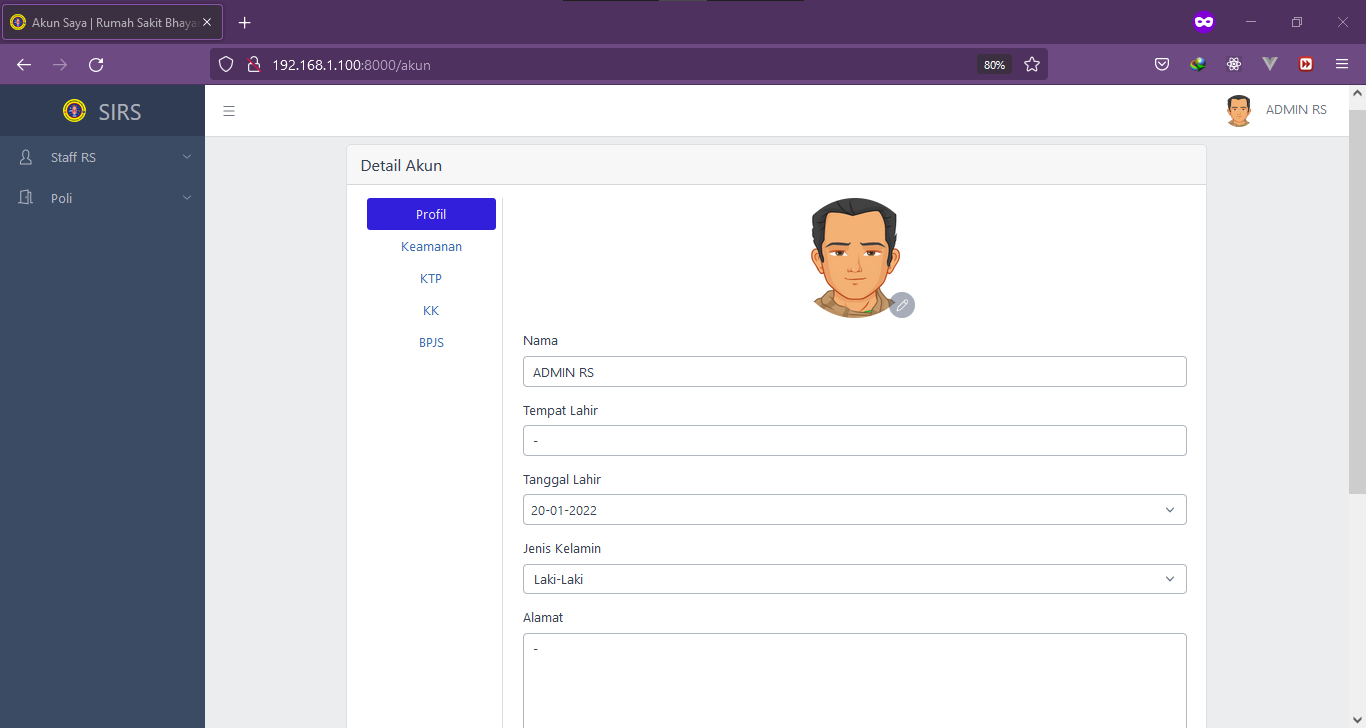 Akun Saya | Rumah Sakit Bhaya
192.168.1.100:8000/akun
80%
SIRS
ADMIN RS
Staff RS
Poli
Detail Akun
Profil
Keamanan
KTP
KK
BPJS
Nama
ADMIN RS
Tempat Lahir
-
Tanggal Lahir
20-01-2022
Jenis Kelamin
Laki-Laki
Alamat
-